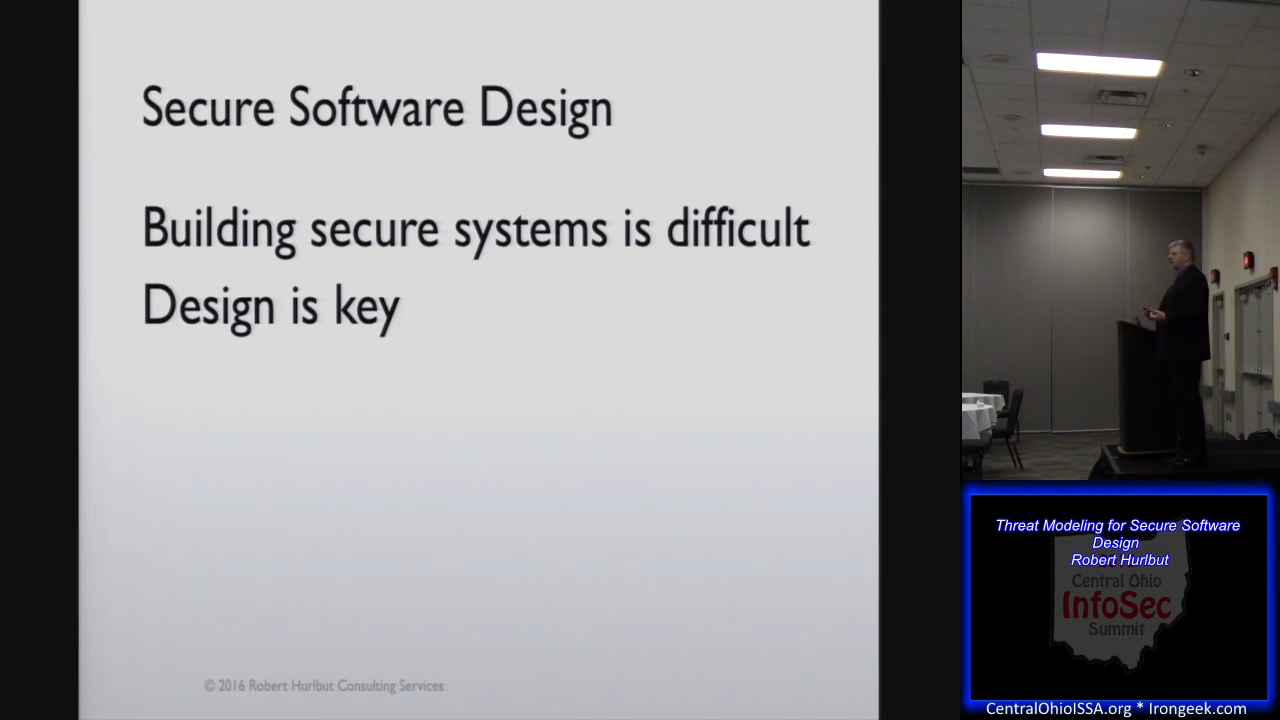 Secure Software Design
Building secure systems is difficult
Design is key
© 2016 Robert Hurlbut Consulting Services
Threat Modeling for Secure Software
Design
Robert Hurlbut
Central Ohio
InfoSec
Summit
CentralOhioISSA.org * Irongeek.com